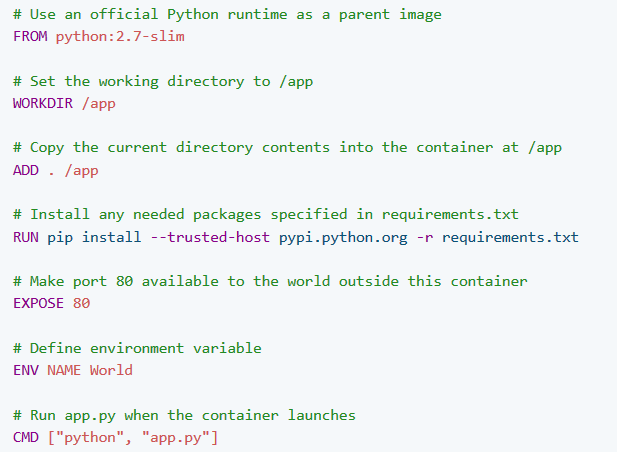 # Use an official Python runtime as a parent image
FROM python:2.7-slim
# Set the working directory to /app
WORKDIR /app
# Copy the current directory contents into the container at /app
ADD . /app
# Install any needed packages specified in requirements.txt
RUN pip install --trusted-host pypi.python.org -r requirements.txt
# Make port 80 available to the world outside this container
EXPOSE 80
# Define environment variable
ENV NAME World
# Run app.py when the container launches
CMD ["python", "app.py"]